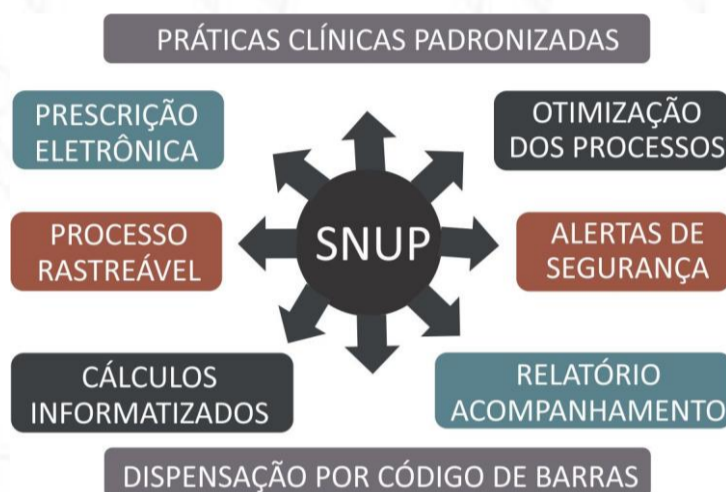 PRÁTICAS CLÍNICAS PADRONIZADAS
PRESCRIÇÃO
ELETRÔNICA
OTIMIZAÇÃO
DOS PROCESSOS
PROCESSO
RASTREÁVEL
SNUP
ALERTAS DE
SEGURANÇA
CÁLCULOS
INFORMATIZADOS
RELATÓRIO
ACOMPANHAMENTO
DISPENSAÇÃO POR CÓDIGO DE BARRAS